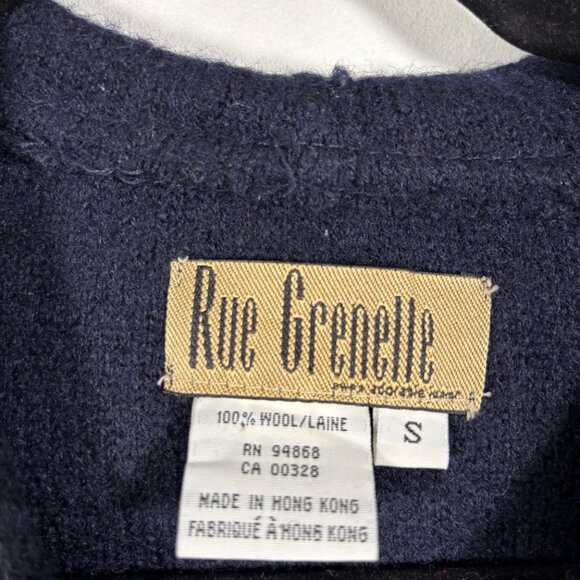 Rue Grenelle
100% WOOL/LAINE
S
RN 94868
CA 00328
MADE IN HONG KONG
FABRIQUÉ À HONG KONG